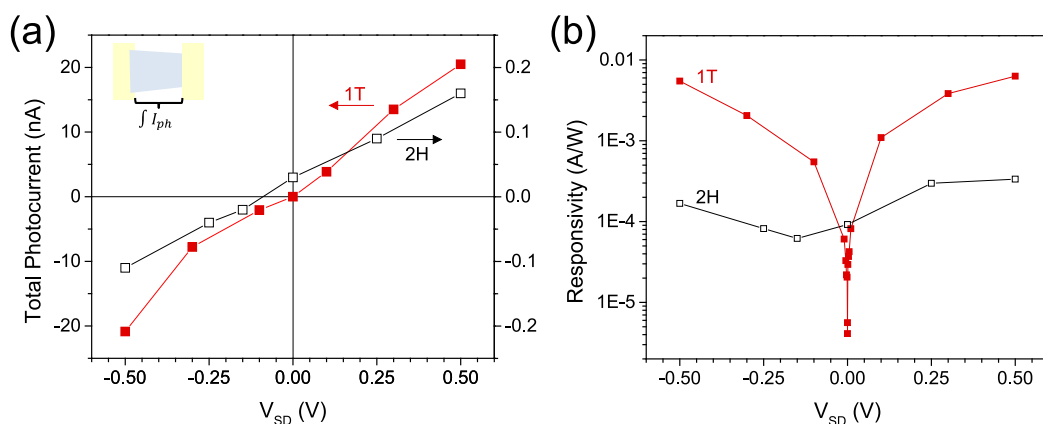 (a)
∫ I_ph
1T
2H
20
10
0
-10
-20
0.2
0.1
0.0
0.1
0.2
Total Photocurrent (nA)
-0.50 -0.25 0.00 0.25 0.50
V_SD (V)
(b)
1T
2H
0.01
1E-3
1E-4
1E-5
Responsivity (A/W)
-0.50 -0.25 0.00 0.25 0.50
V_SD (V)